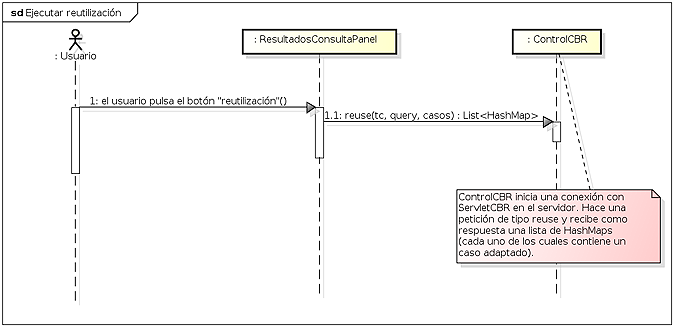 sd Ejecutar reutilización
: Usuario
: ResultadosConsultaPanel
: ControlCBR
1: el usuario pulsa el botón "reutilización"()
1.1: reuse(tc, query, casos) : List<HashMap>
ControlCBR inicia una conexión con
ServletCBR en el servidor. Hace una
petición de tipo reuse y recibe como
respuesta una lista de HashMaps
(cada uno de los cuales contiene un
caso adaptado).